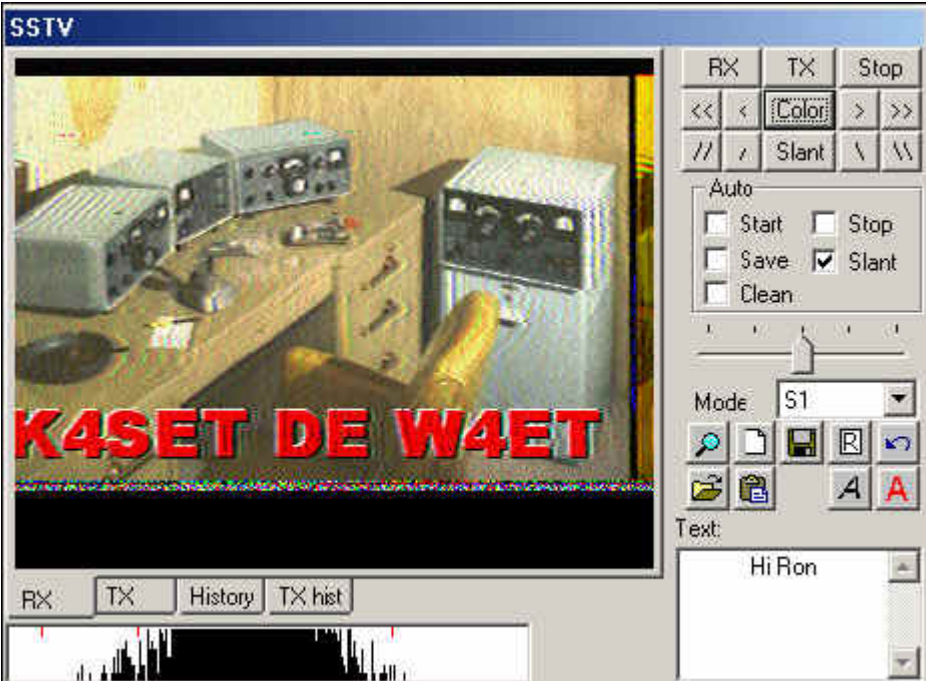 SSTV
RX TX Stop
<< < Color > >>
// / Slant \ \\
Auto
Start Stop
Save Slant
Clean
Mode S1
R
A A
Text:
Hi Ron
K4SET DE W4ET
RX TX History TX hist